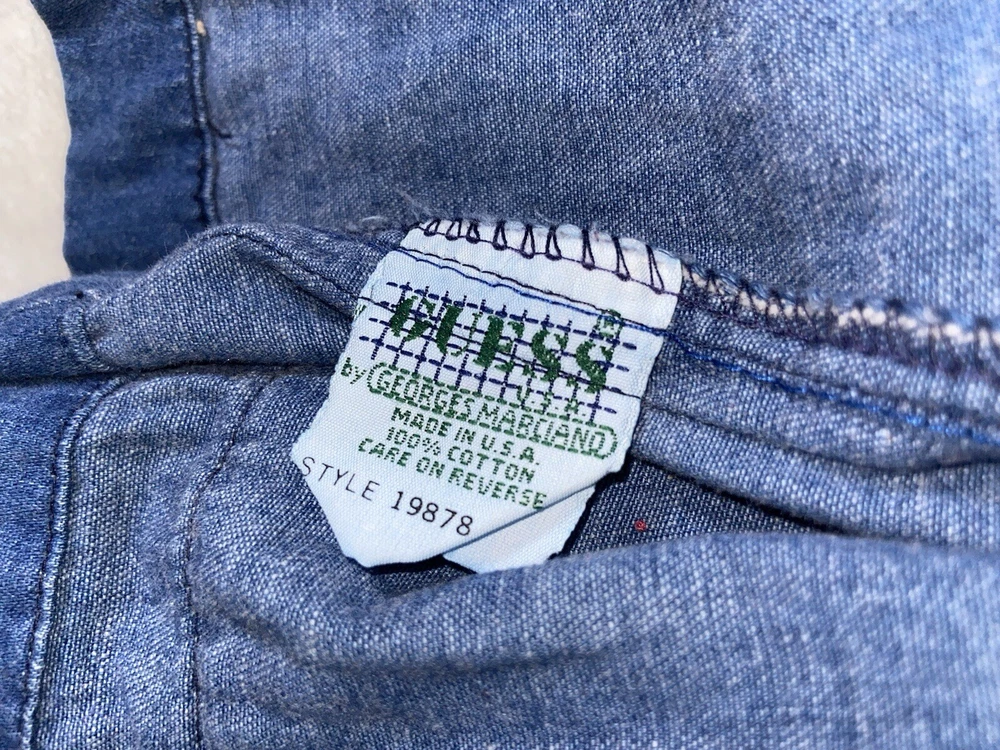 GUESS
U.S.A.
by GEORGES MARCIANO
MADE IN U.S.A.
100% COTTON
CARE ON REVERSE
STYLE 19878